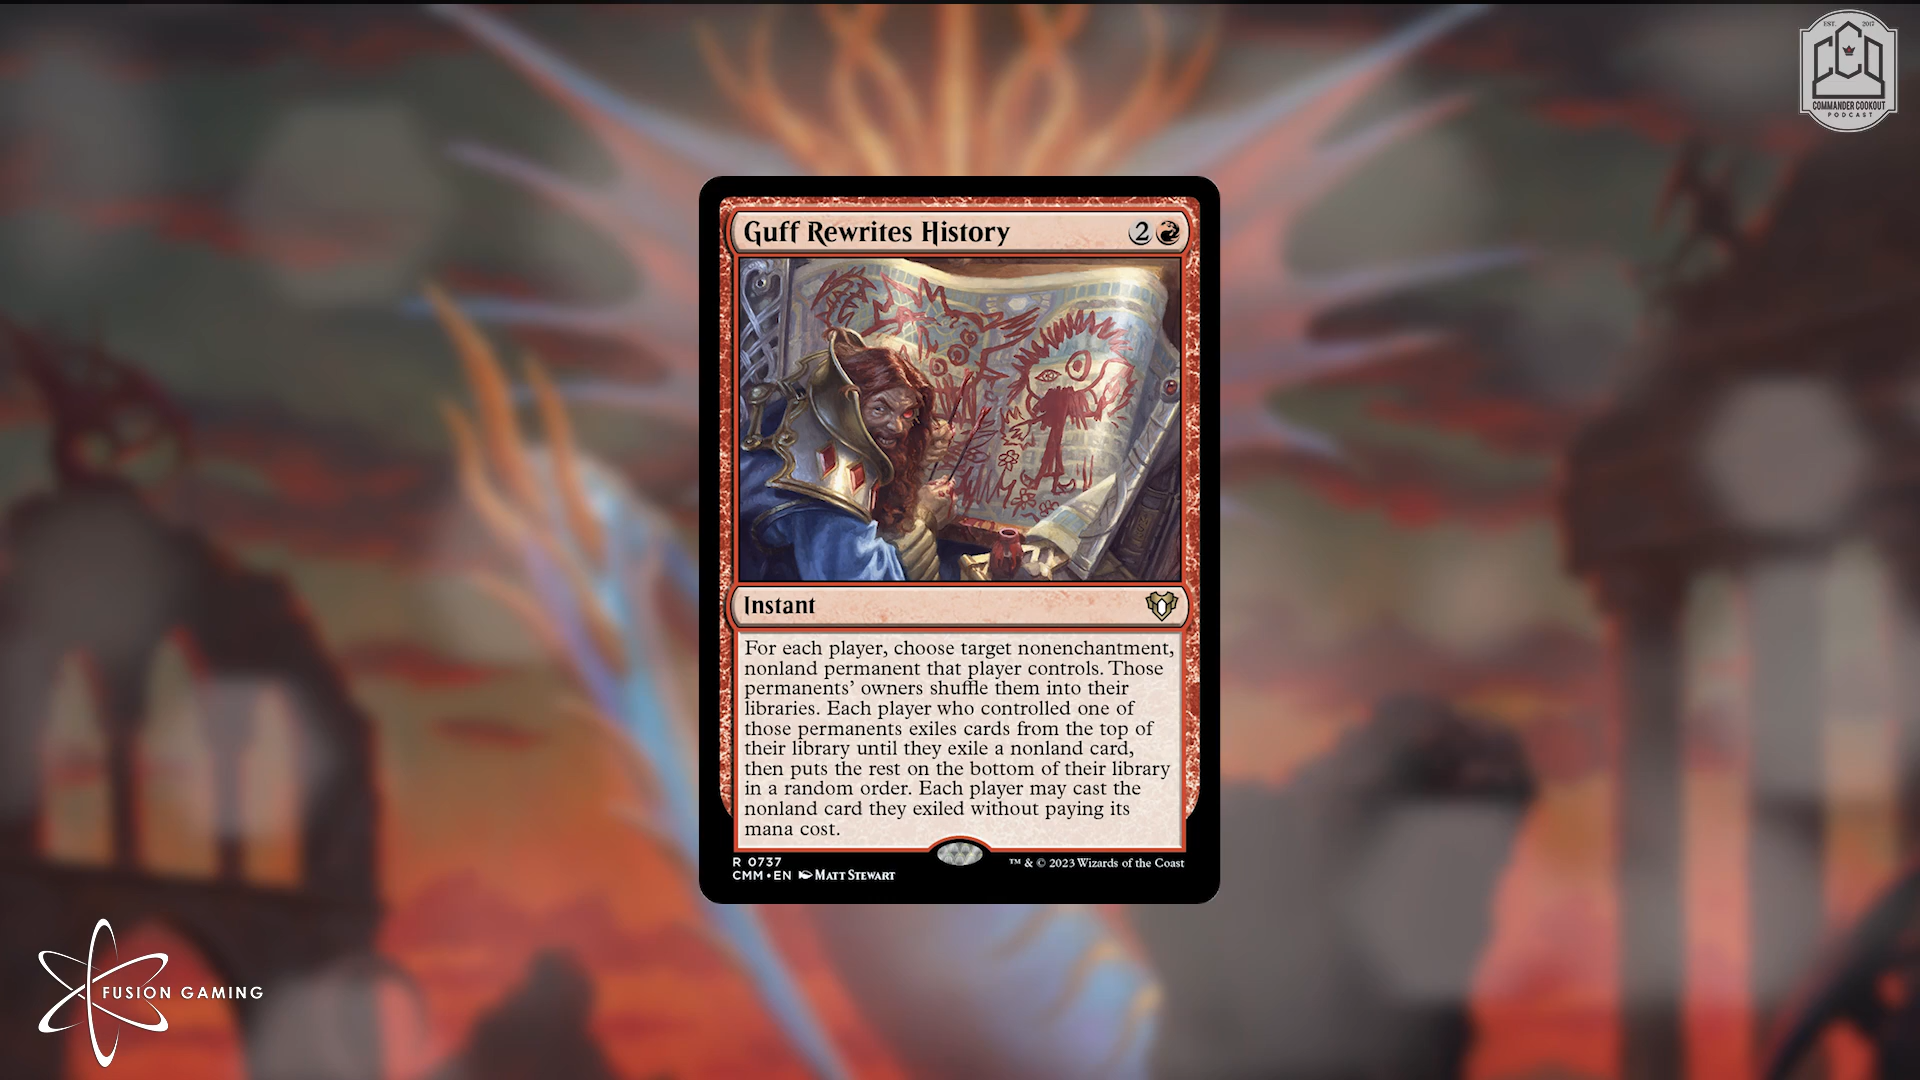 EST. 2017
CCO
COMMANDER COOKOUT
PODCAST
Guff Rewrites History 2
Instant
For each player, choose target nonenchantment,
nonland permanent that player controls. Those
permanents’ owners shuffle them into their
libraries. Each player who controlled one of
those permanents exiles cards from the top of
their library until they exile a nonland card,
then puts the rest on the bottom of their library
in a random order. Each player may cast the
nonland card they exiled without paying its
mana cost.
R 0737
CMM•EN MATT STEWART
™ & © 2023 Wizards of the Coast
FUSION GAMING